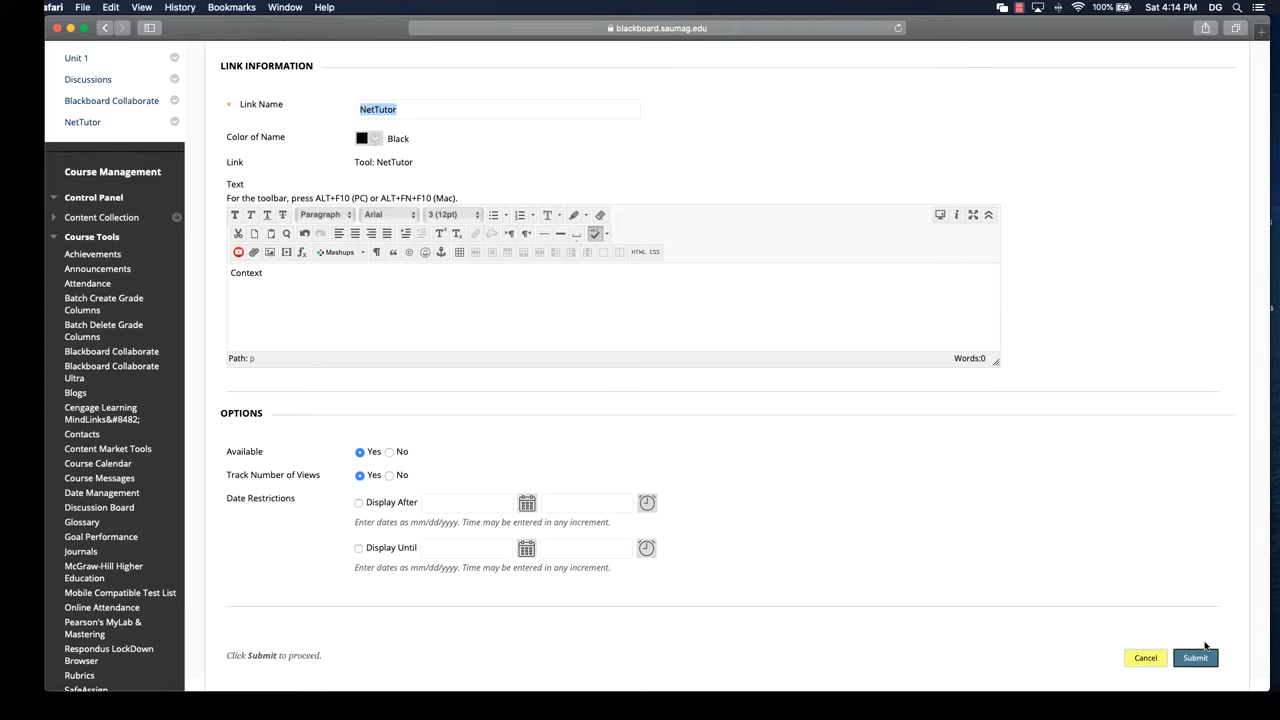 afari File Edit View History Bookmarks Window Help 100% Sat 4:14 PM DG
blackboard.saumag.edu
Unit 1
Discussions
Blackboard Collaborate
NetTutor
Course Management
Control Panel
Content Collection
Course Tools
Achievements
Announcements
Attendance
Batch Create Grade
Columns
Batch Delete Grade
Columns
Blackboard Collaborate
Blackboard Collaborate
Ultra
Blogs
Cengage Learning
MindLinks&#8482;
Contacts
Content Market Tools
Course Calendar
Course Messages
Date Management
Discussion Board
Glossary
Goal Performance
Journals
McGraw-Hill Higher
Education
Mobile Compatible Test List
Online Attendance
Pearson's MyLab &
Mastering
Respondus LockDown
Browser
Rubrics
SafeAssign
LINK INFORMATION
* Link Name NetTutor
Color of Name Black
Link Tool: NetTutor
Text
For the toolbar, press ALT+F10 (PC) or ALT+FN+F10 (Mac).
T T T T Paragraph Arial 3 (12pt)
Mashups HTML CSS
Context
Path: p Words:0
OPTIONS
Available Yes No
Track Number of Views Yes No
Date Restrictions Display After
Enter dates as mm/dd/yyyy. Time may be entered in any increment.
Display Until
Enter dates as mm/dd/yyyy. Time may be entered in any increment.
Click Submit to proceed.
Cancel Submit